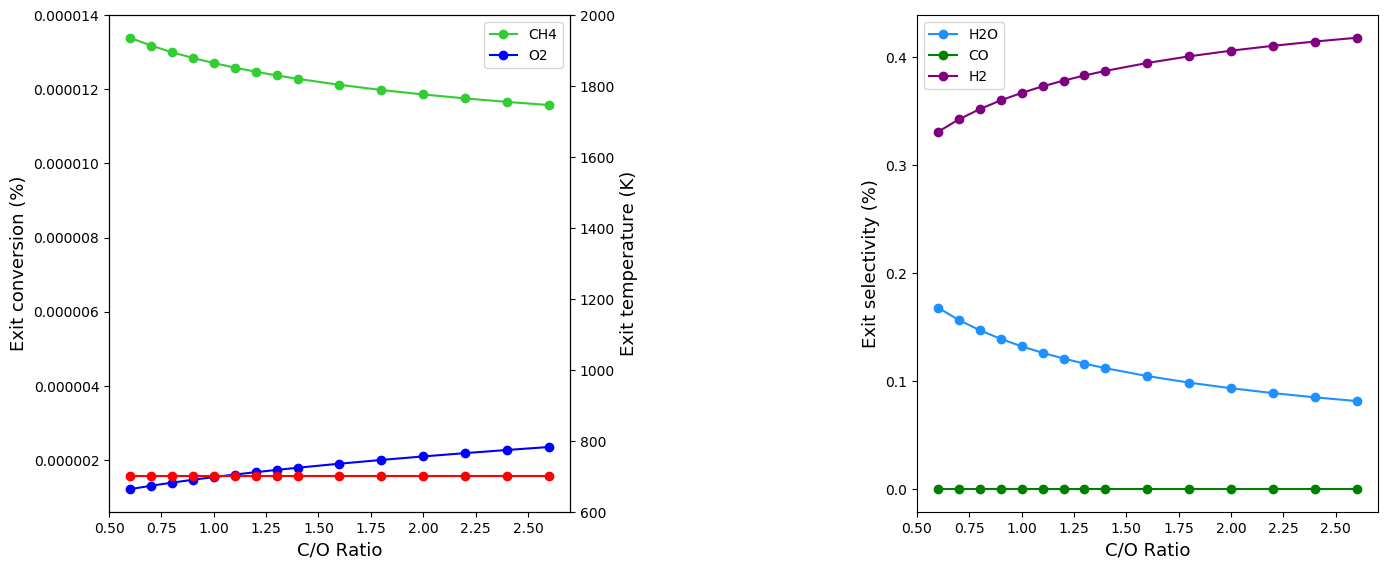 0.000014
0.000012
0.000010
0.000008
0.000006
0.000004
0.000002
Exit conversion (%)
CH4
O2
2000
1800
1600
1400
1200
1000
800
600
Exit temperature (K)
0.50 0.75 1.00 1.25 1.50 1.75 2.00 2.25 2.50
C/O Ratio
0.4
0.3
0.2
0.1
0.0
Exit selectivity (%)
H2O
CO
H2
0.50 0.75 1.00 1.25 1.50 1.75 2.00 2.25 2.50
C/O Ratio